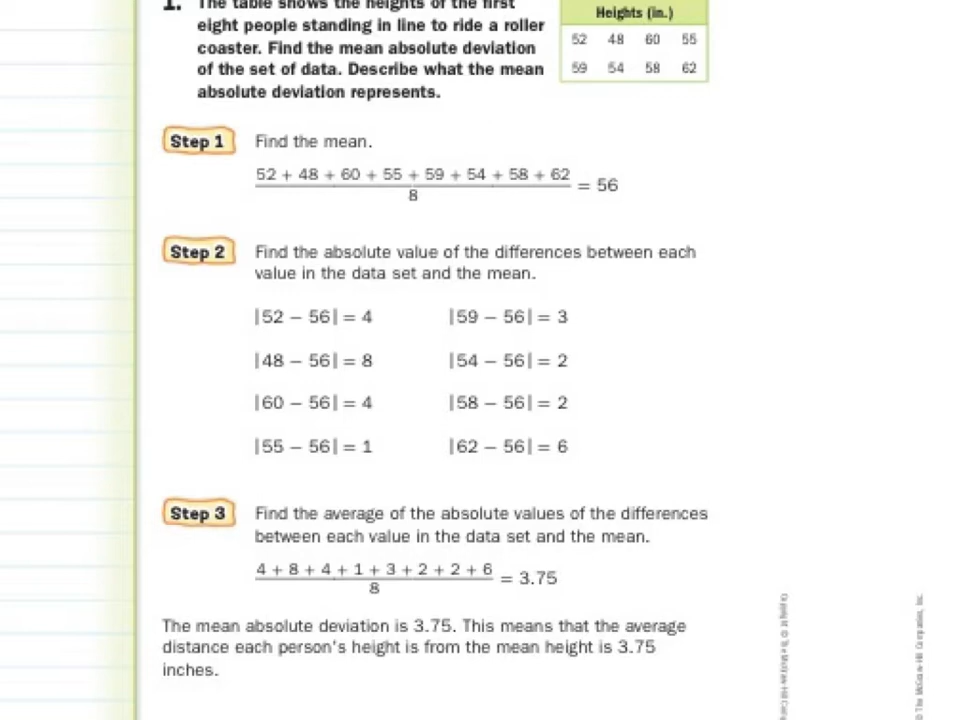 1. The table shows the heights of the first
eight people standing in line to ride a roller
coaster. Find the mean absolute deviation
of the set of data. Describe what the mean
absolute deviation represents.
Heights (in.)
52 48 60 55
59 54 58 62
Step 1 Find the mean.
52 + 48 + 60 + 55 + 59 + 54 + 58 + 62
8
= 56
Step 2 Find the absolute value of the differences between each
value in the data set and the mean.
|52 − 56| = 4 |59 − 56| = 3
|48 − 56| = 8 |54 − 56| = 2
|60 − 56| = 4 |58 − 56| = 2
|55 − 56| = 1 |62 − 56| = 6
Step 3 Find the average of the absolute values of the differences
between each value in the data set and the mean.
4 + 8 + 4 + 1 + 3 + 2 + 2 + 6
8
= 3.75
The mean absolute deviation is 3.75. This means that the average
distance each person's height is from the mean height is 3.75
inches.
© The McGraw-Hill Companies, Inc.